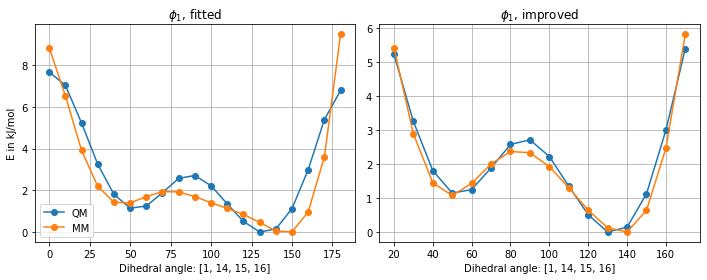 ϕ₁, fitted
E in kJ/mol
8
6
4
2
0
QM
MM
0 25 50 75 100 125 150 175
Dihedral angle: [1, 14, 15, 16]
ϕ₁, improved
6
5
4
3
2
1
0
20 40 60 80 100 120 140 160
Dihedral angle: [1, 14, 15, 16]